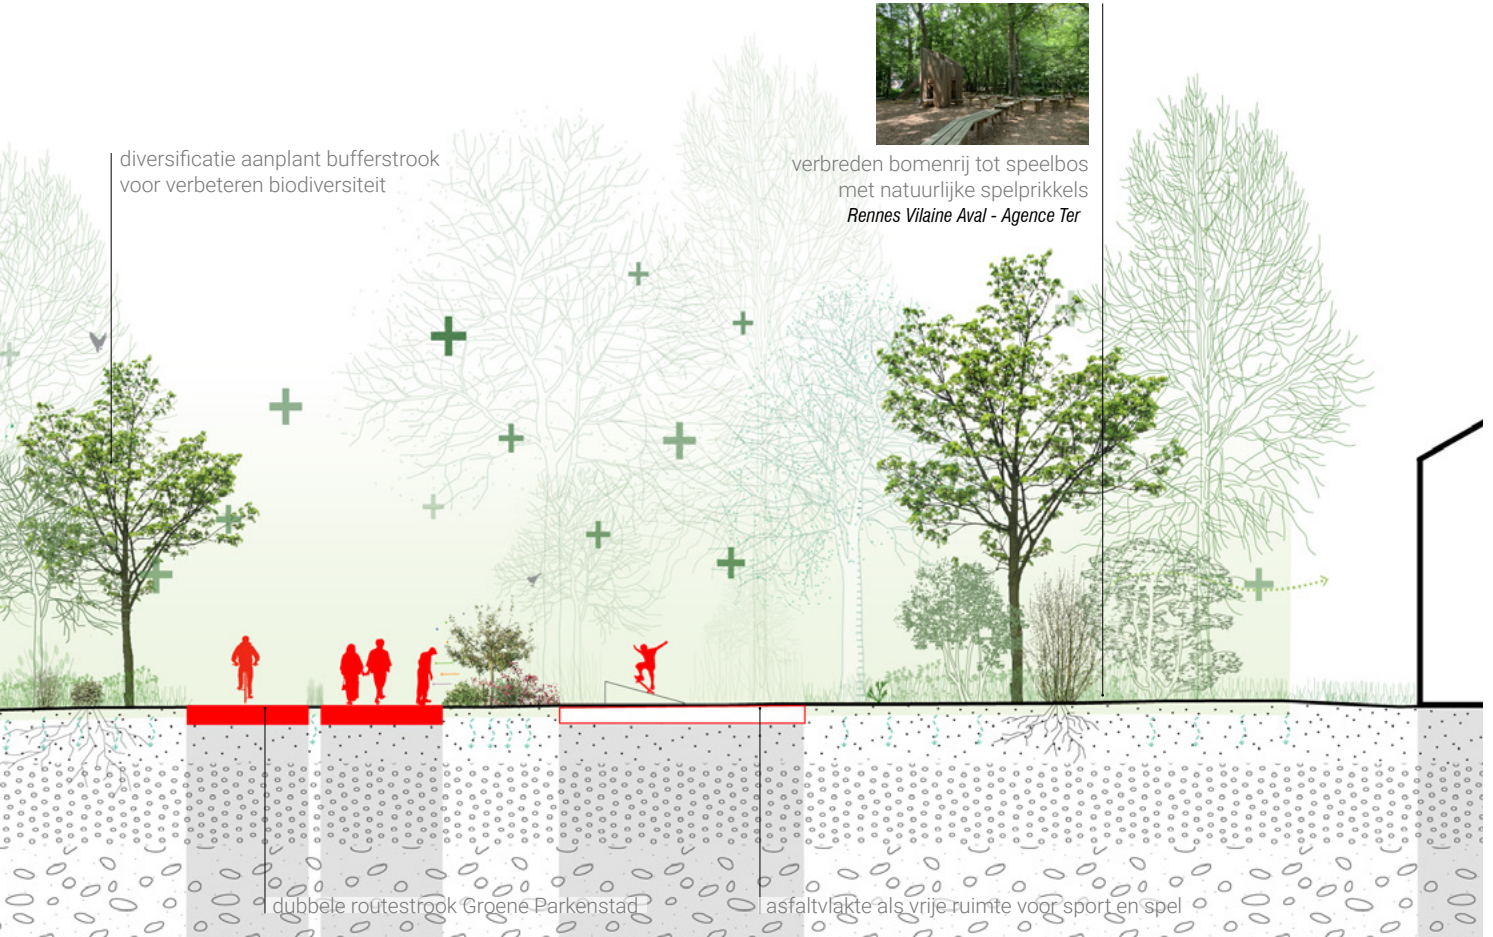 diversificatie aanplant bufferstrook
voor verbeteren biodiversiteit
verbreden bomenrij tot speelbos
met natuurlijke spelprikkels
Rennes Vilaine Aval - Agence Ter
dubbele routestrook Groene Parkenstad
asfaltvlakte als vrije ruimte voor sport en spel